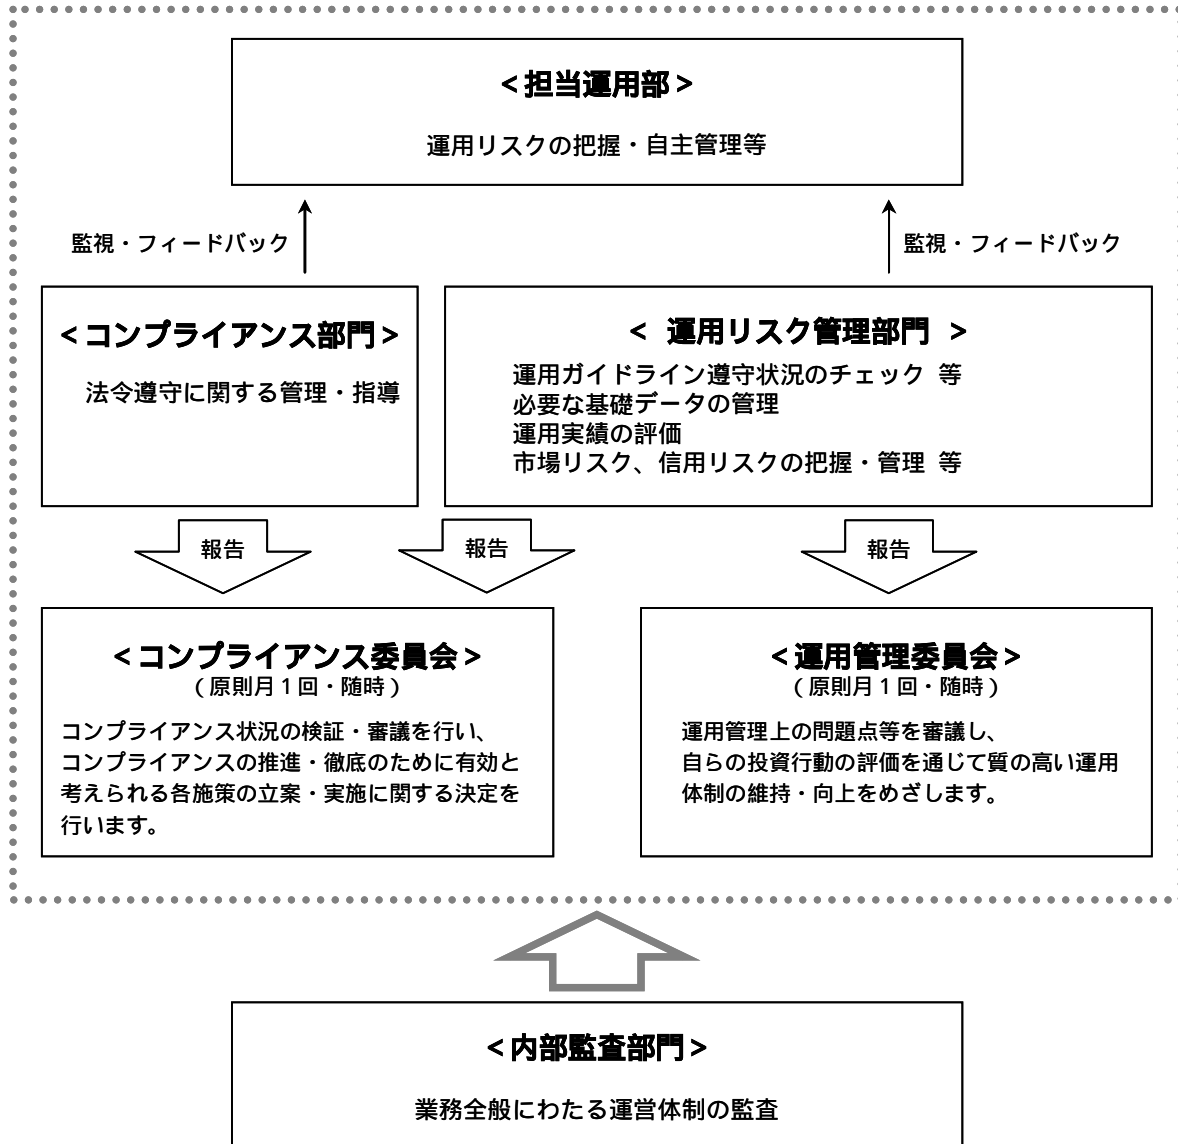 ＜担当運用部＞
運用リスクの把握・自主管理等
監視・フィードバック
監視・フィードバック
＜コンプライアンス部門＞
法令遵守に関する管理・指導
＜ 運用リスク管理部門 ＞
運用ガイドライン遵守状況のチェック 等
必要な基礎データの管理
運用実績の評価
市場リスク、信用リスクの把握・管理 等
報告
報告
報告
＜コンプライアンス委員会＞
（原則月１回・随時）
コンプライアンス状況の検証・審議を行い、
コンプライアンスの推進・徹底のために有効と
考えられる各施策の立案・実施に関する決定を
行います。
＜運用管理委員会＞
（原則月１回・随時）
運用管理上の問題点等を審議し、
自らの投資行動の評価を通じて質の高い運用
体制の維持・向上をめざします。
＜内部監査部門＞
業務全般にわたる運営体制の監査